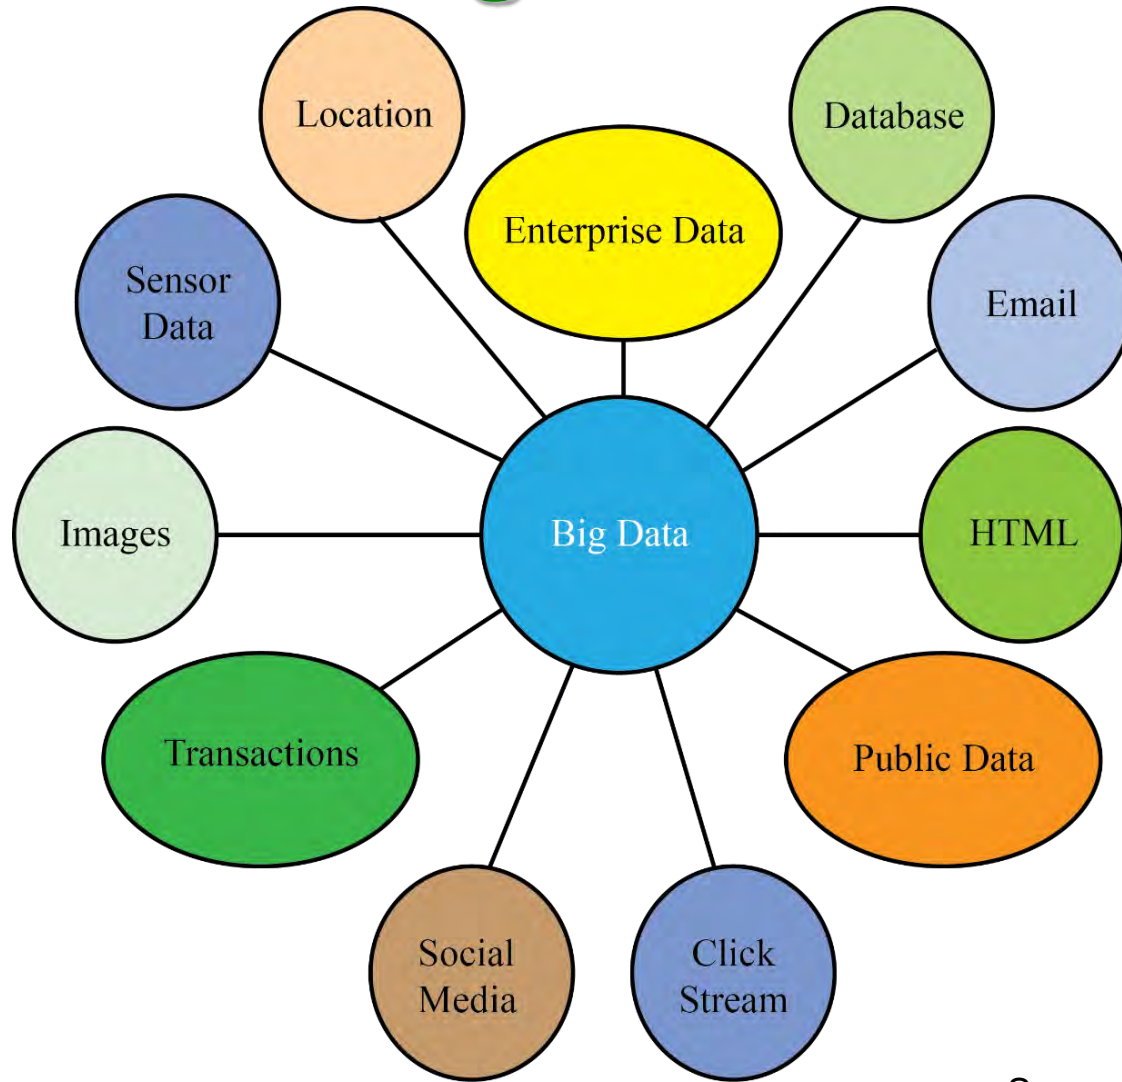 Location
Database
Enterprise Data
Sensor
Data
Email
Images
Big Data
HTML
Transactions
Public Data
Social
Media
Click
Stream